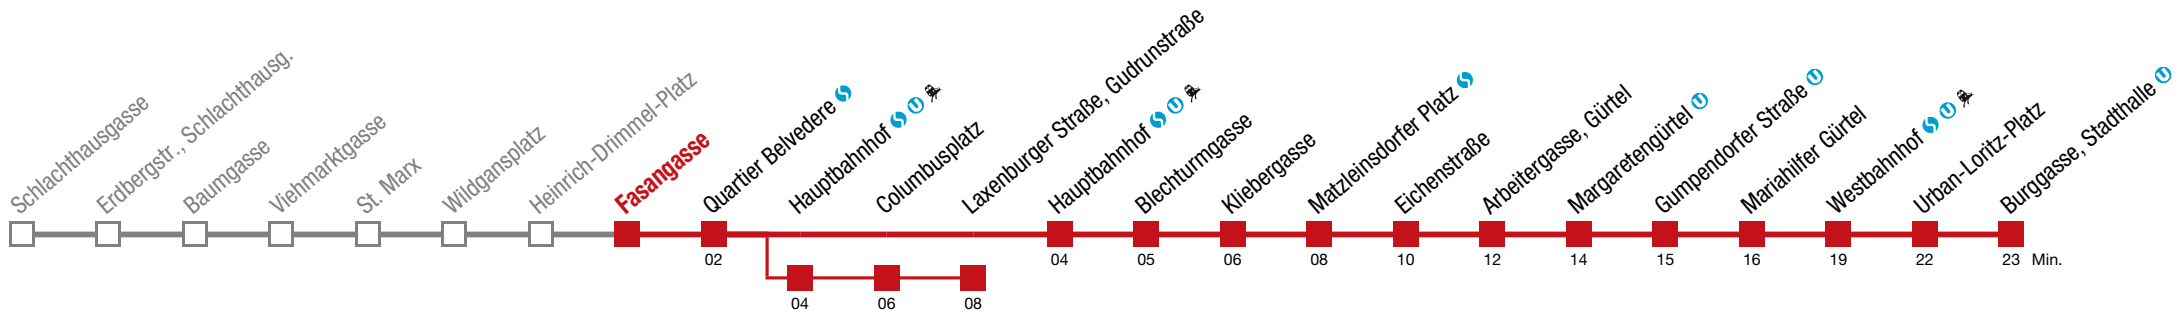 Schlachthausgasse
Erdbergstr., Schlachthausg.
Baumgasse
Viehmarktgasse
St. Marx
Wildgansplatz
Heinrich-Drimmel-Platz
Fasangasse
Quartier Belvedere
Hauptbahnhof
Columbusplatz
Laxenburger Straße, Gudrunstraße
Hauptbahnhof
Blechturmgasse
Kliebergasse
Matzleinsdorfer Platz
Eichenstraße
Arbeitergasse, Gürtel
Margaretengürtel
Gumpendorfer Straße
Mariahilfer Gürtel
Westbahnhof
Urban-Loritz-Platz
Burggasse, Stadthalle
02 04 05 06 08 10 12 14 15 16 19 22 23 Min.
04 06 08